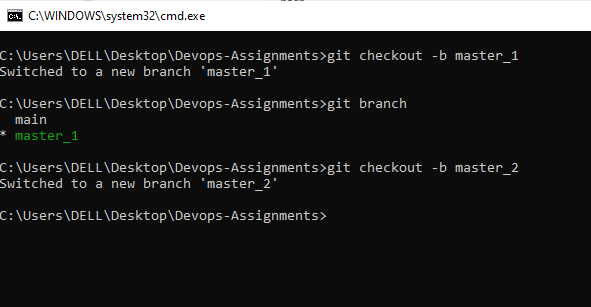 C:\WINDOWS\system32\cmd.exe
C:\Users\DELL\Desktop\Devops-Assignments>git checkout -b master_1
Switched to a new branch 'master_1'
C:\Users\DELL\Desktop\Devops-Assignments>git branch
  main
* master_1
C:\Users\DELL\Desktop\Devops-Assignments>git checkout -b master_2
Switched to a new branch 'master_2'
C:\Users\DELL\Desktop\Devops-Assignments>